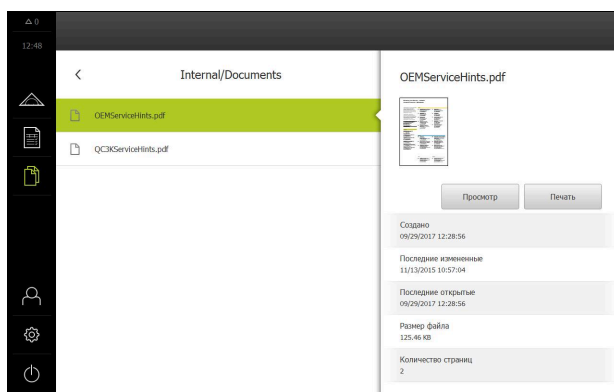 0
12:48
Internal/Documents
OEMServiceHints.pdf
QC3KServiceHints.pdf
OEMServiceHints.pdf
Просмотр
Печать
Создано
09/29/2017 12:28:56
Последние измененные
11/13/2015 10:57:04
Последние открытые
09/29/2017 12:28:56
Размер файла
125.46 KB
Количество страниц
2